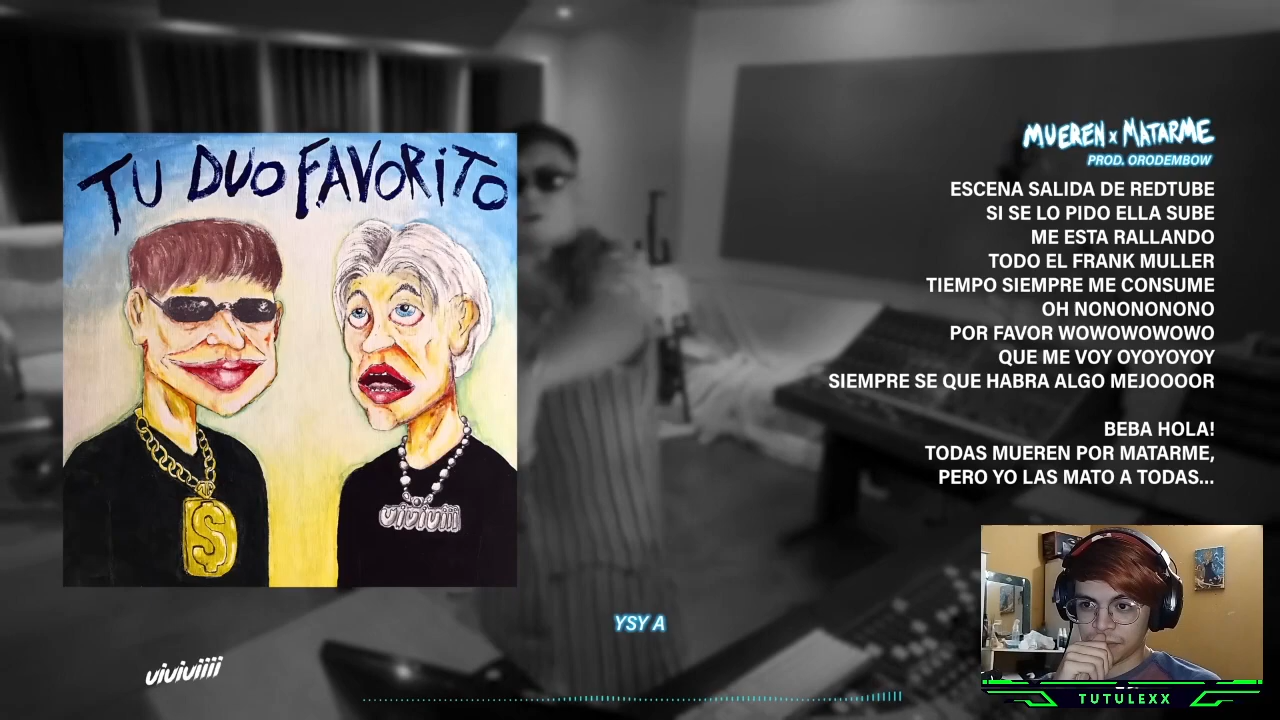 TU DUO FAVORITO
$
viviviii
MUEREN X MATARME
PROD. ORODEMBOW
ESCENA SALIDA DE REDTUBE
SI SE LO PIDO ELLA SUBE
ME ESTA RALLANDO
TODO EL FRANK MULLER
TIEMPO SIEMPRE ME CONSUME
OH NONONONONO
POR FAVOR WOWOWOWOWO
QUE ME VOY OYOYOYOY
SIEMPRE SE QUE HABRA ALGO MEJOOOOR
BEBA HOLA!
TODAS MUEREN POR MATARME,
PERO YO LAS MATO A TODAS...
YSY A
viviviiii
TUTULEXX